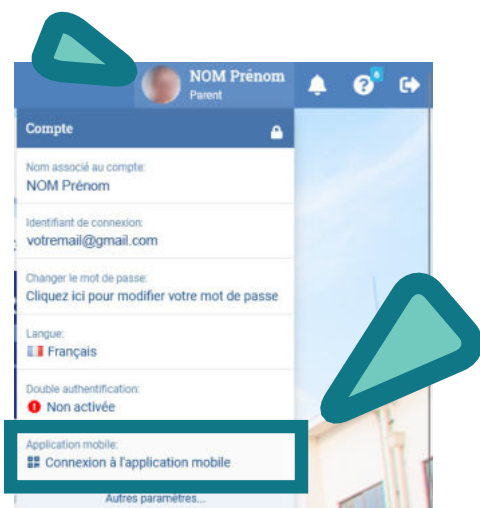 NOM Prénom
Parent
6
Compte
Nom associé au compte:
NOM Prénom
Identifiant de connexion:
votremail@gmail.com
Changer le mot de passe:
Cliquez ici pour modifier votre mot de passe
Langue:
Français
Double authentification:
Non activée
Application mobile:
Connexion à l'application mobile
Autres paramètres...